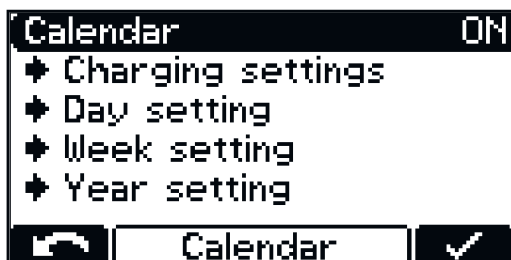 Calendar ON
Charging settings
Day setting
Week setting
Year setting
Calendar